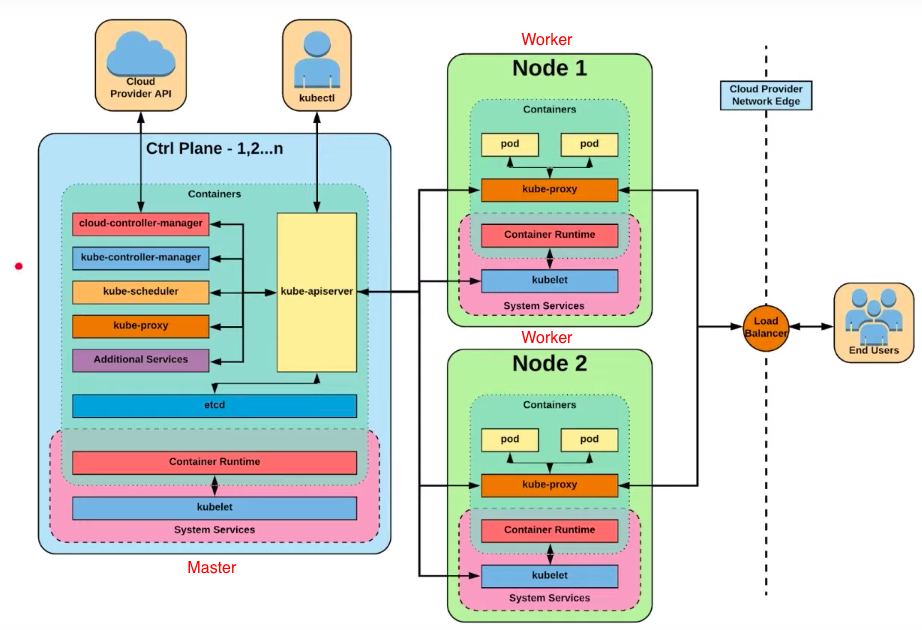 Cloud
Provider API
kubectl
Ctrl Plane - 1,2...n
Containers
cloud-controller-manager
kube-controller-manager
kube-scheduler
kube-proxy
Additional Services
kube-apiserver
etcd
Container Runtime
kubelet
System Services
Master
Worker
Node 1
Containers
pod
pod
kube-proxy
Container Runtime
kubelet
System Services
Worker
Node 2
Containers
pod
pod
kube-proxy
Container Runtime
kubelet
System Services
Cloud Provider
Network Edge
Load
Balancer
End Users